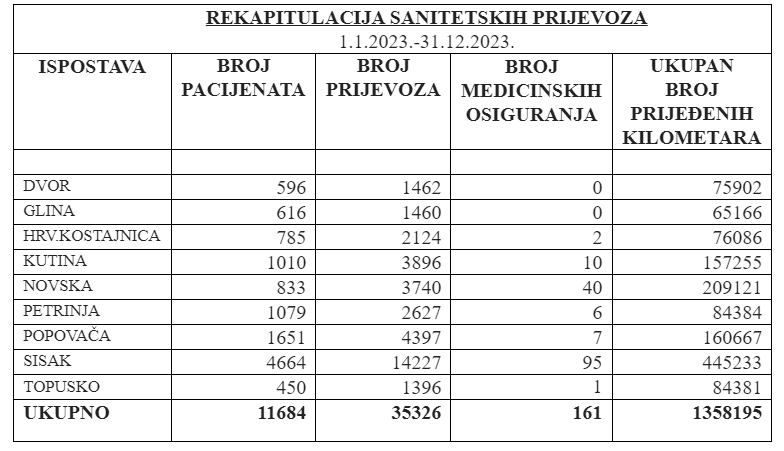 REKAPITULACIJA SANITETSKIH PRIJEVOZA
1.1.2023.-31.12.2023.
ISPOSTAVA BROJ PACIJENATA BROJ PRIJEVOZA BROJ MEDICINSKIH OSIGURANJA UKUPAN BROJ PRIJEĐENIH KILOMETARA
DVOR 596 1462 0 75902
GLINA 616 1460 0 65166
HRV.KOSTAJNICA 785 2124 2 76086
KUTINA 1010 3896 10 157255
NOVSKA 833 3740 40 209121
PETRINJA 1079 2627 6 84384
POPOVAČA 1651 4397 7 160667
SISAK 4664 14227 95 445233
TOPUSKO 450 1396 1 84381
UKUPNO 11684 35326 161 1358195